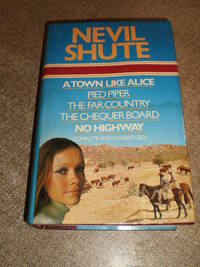 NEVIL
SHUTE
A TOWN LIKE ALICE
PIED PIPER
THE FAR COUNTRY
THE CHEQUER BOARD
NO HIGHWAY
COMPLETE AND UNABRIDGED